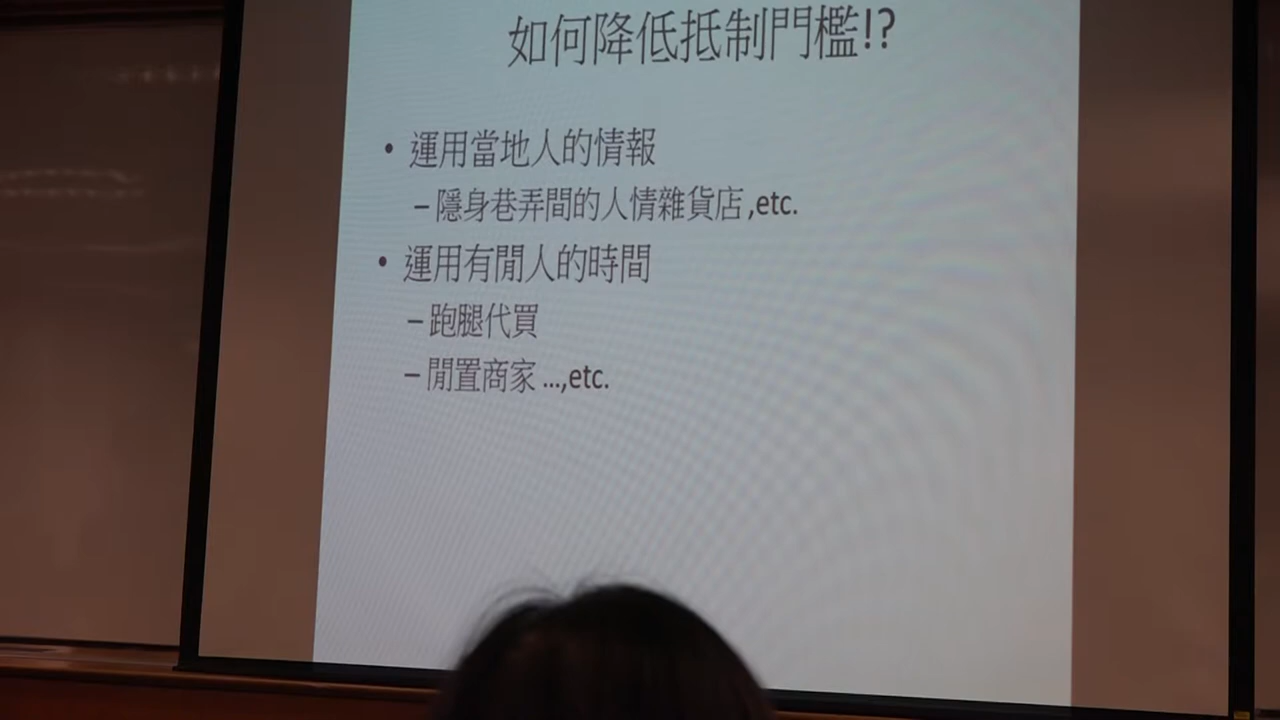 如何降低抵制門檻!?
• 運用當地人的情報
– 隱身巷弄間的人情雜貨店,etc.
• 運用有閒人的時間
– 跑腿代買
– 閒置商家...,etc.